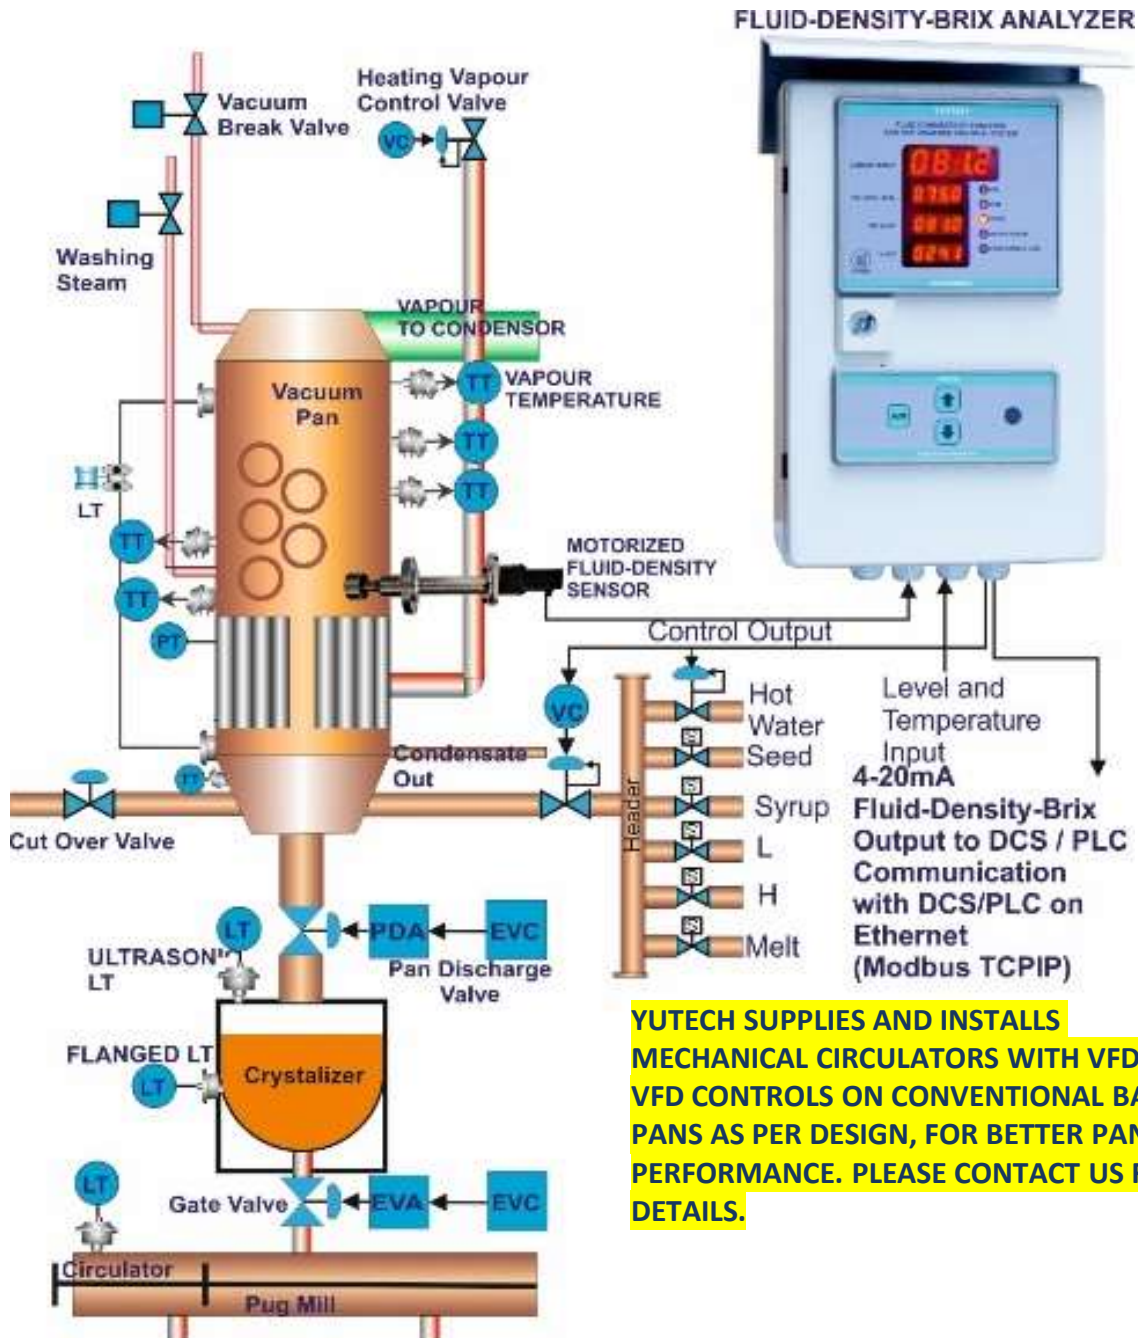 FLUID-DENSITY-BRIX ANALYZER
Heating Vapour
Control Valve
Vacuum
Break Valve
VC
Washing
Steam
VAPOUR
TO CONDENSOR
Vacuum
Pan
TT
VAPOUR
TEMPERATURE
TT
TT
LT
TT
TT
PT
MOTORIZED
FLUID-DENSITY
SENSOR
Control Output
VC
Hot
Water
Seed
Syrup
L
H
Melt
Header
Level and
Temperature
Input
4-20mA
Fluid-Density-Brix
Output to DCS / PLC
Communication
with DCS/PLC on
Ethernet
(Modbus TCPIP)
Condensate
Out
TT
Cut Over Valve
LT
PDA
EVC
ULTRASONI
LT
Pan Discharge
Valve
FLANGED LT
LT
Crystalizer
LT
Gate Valve
EVA
EVC
Circulator
Pug Mill
YUTECH SUPPLIES AND INSTALLS
MECHANICAL CIRCULATORS WITH VFD
VFD CONTROLS ON CONVENTIONAL BA
PANS AS PER DESIGN, FOR BETTER PAN
PERFORMANCE. PLEASE CONTACT US
DETAILS.